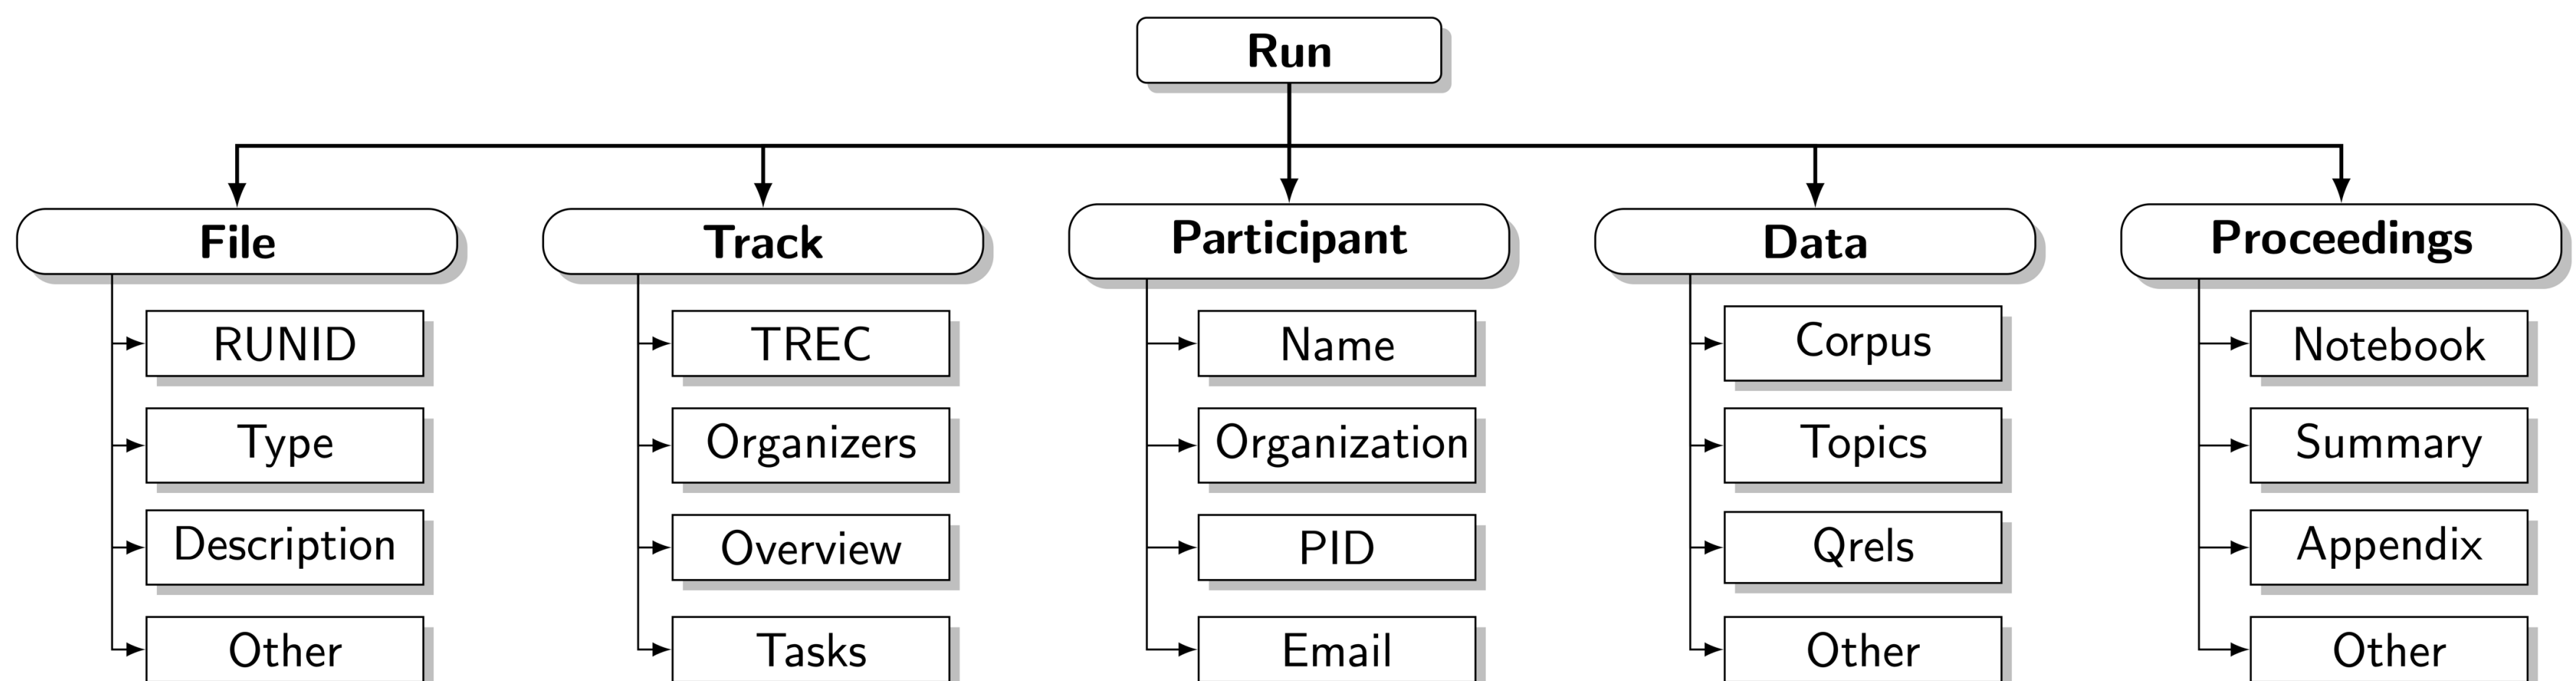 Run
File
RUNID
Type
Description
Other
Track
TREC
Organizers
Overview
Tasks
Participant
Name
Organization
PID
Email
Data
Corpus
Topics
Qrels
Other
Proceedings
Notebook
Summary
Appendix
Other